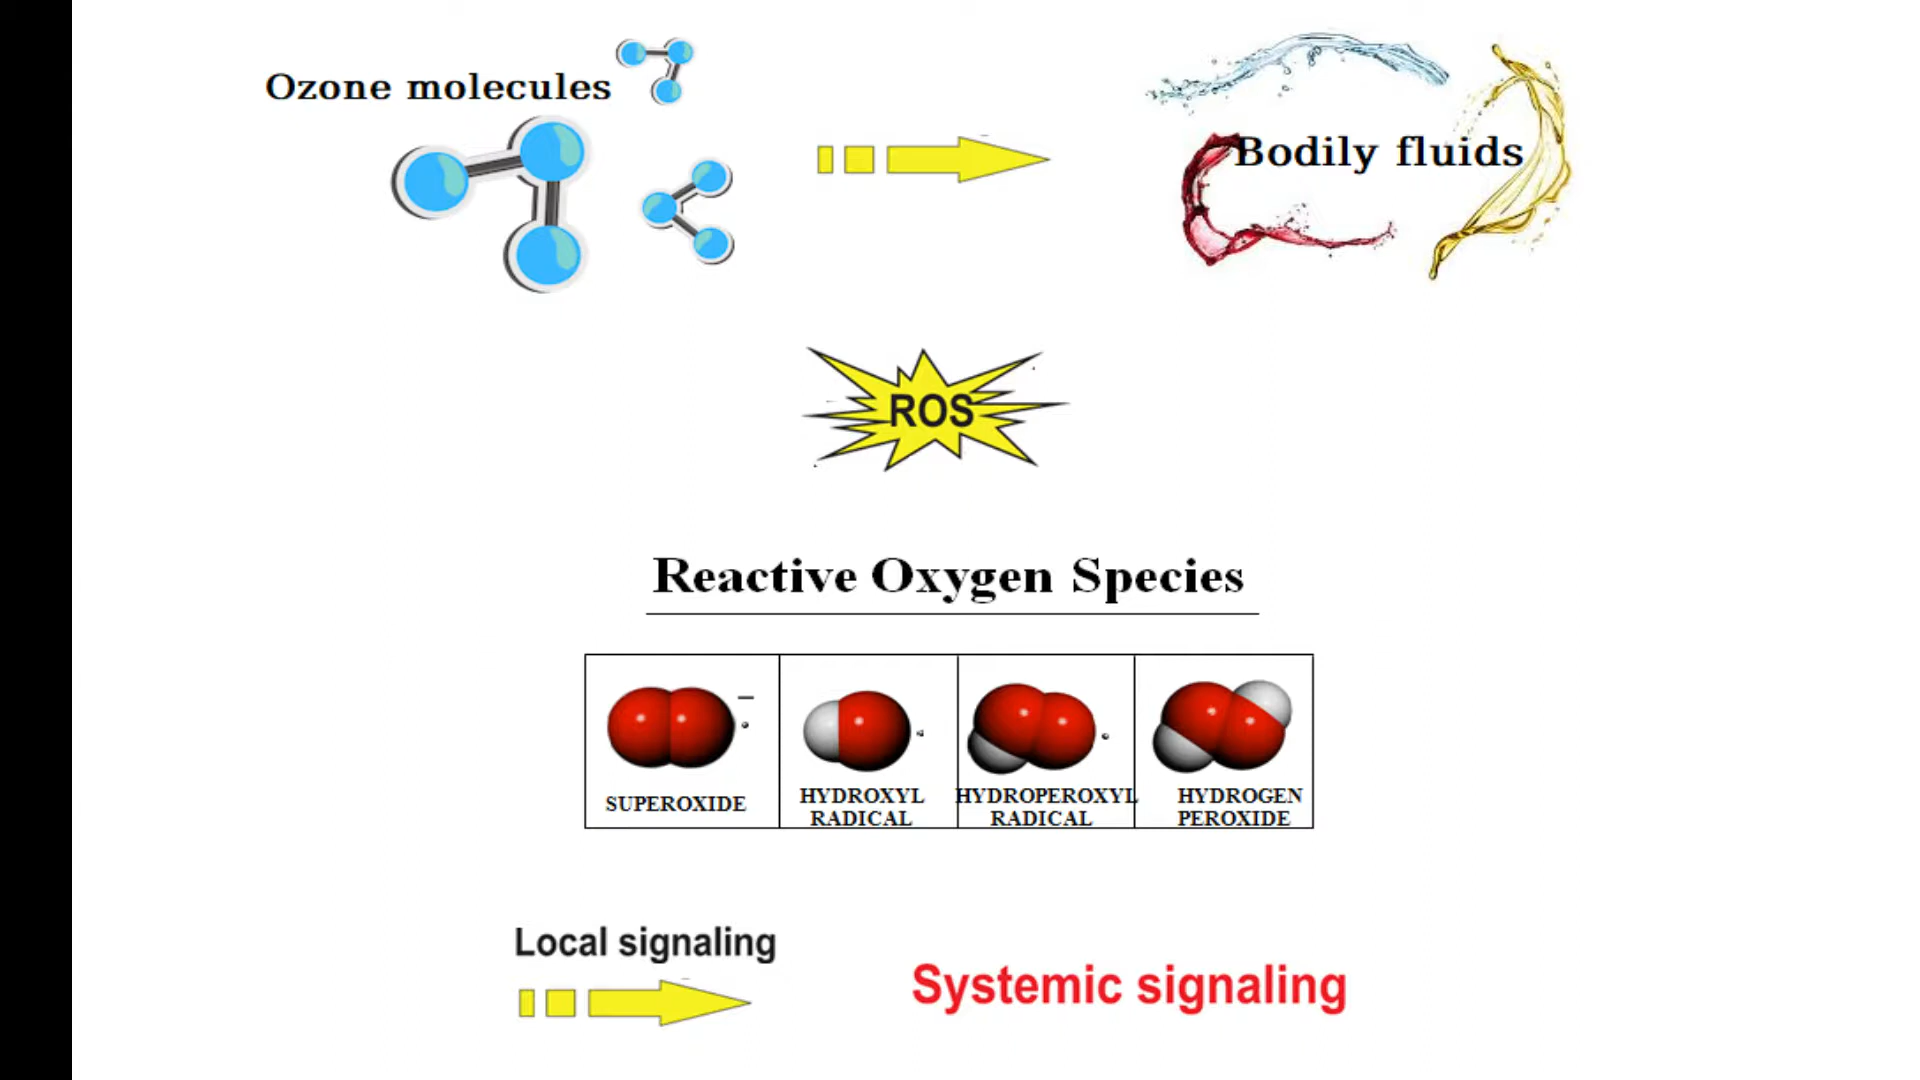 Ozone molecules
Bodily fluids
ROS
Reactive Oxygen Species
SUPEROXIDE
HYDROXYL
RADICAL
HYDROPEROXYL
RADICAL
HYDROGEN
PEROXIDE
Local signaling
Systemic signaling